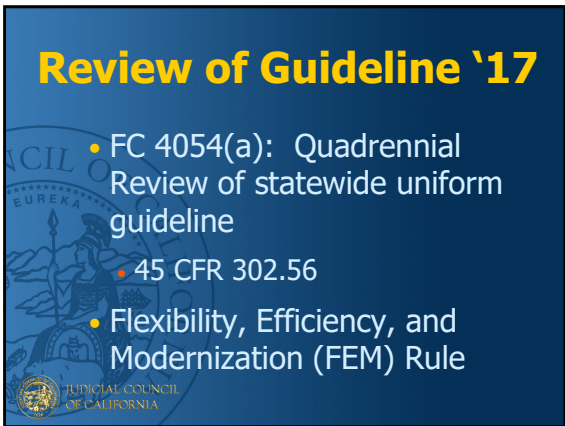 Review of Guideline ‘17
• FC 4054(a): Quadrennial
Review of statewide uniform
guideline
• 45 CFR 302.56
• Flexibility, Efficiency, and
Modernization (FEM) Rule
CIL O
EUREKA
JUDICIAL COUNCIL
OF CALIFORNIA